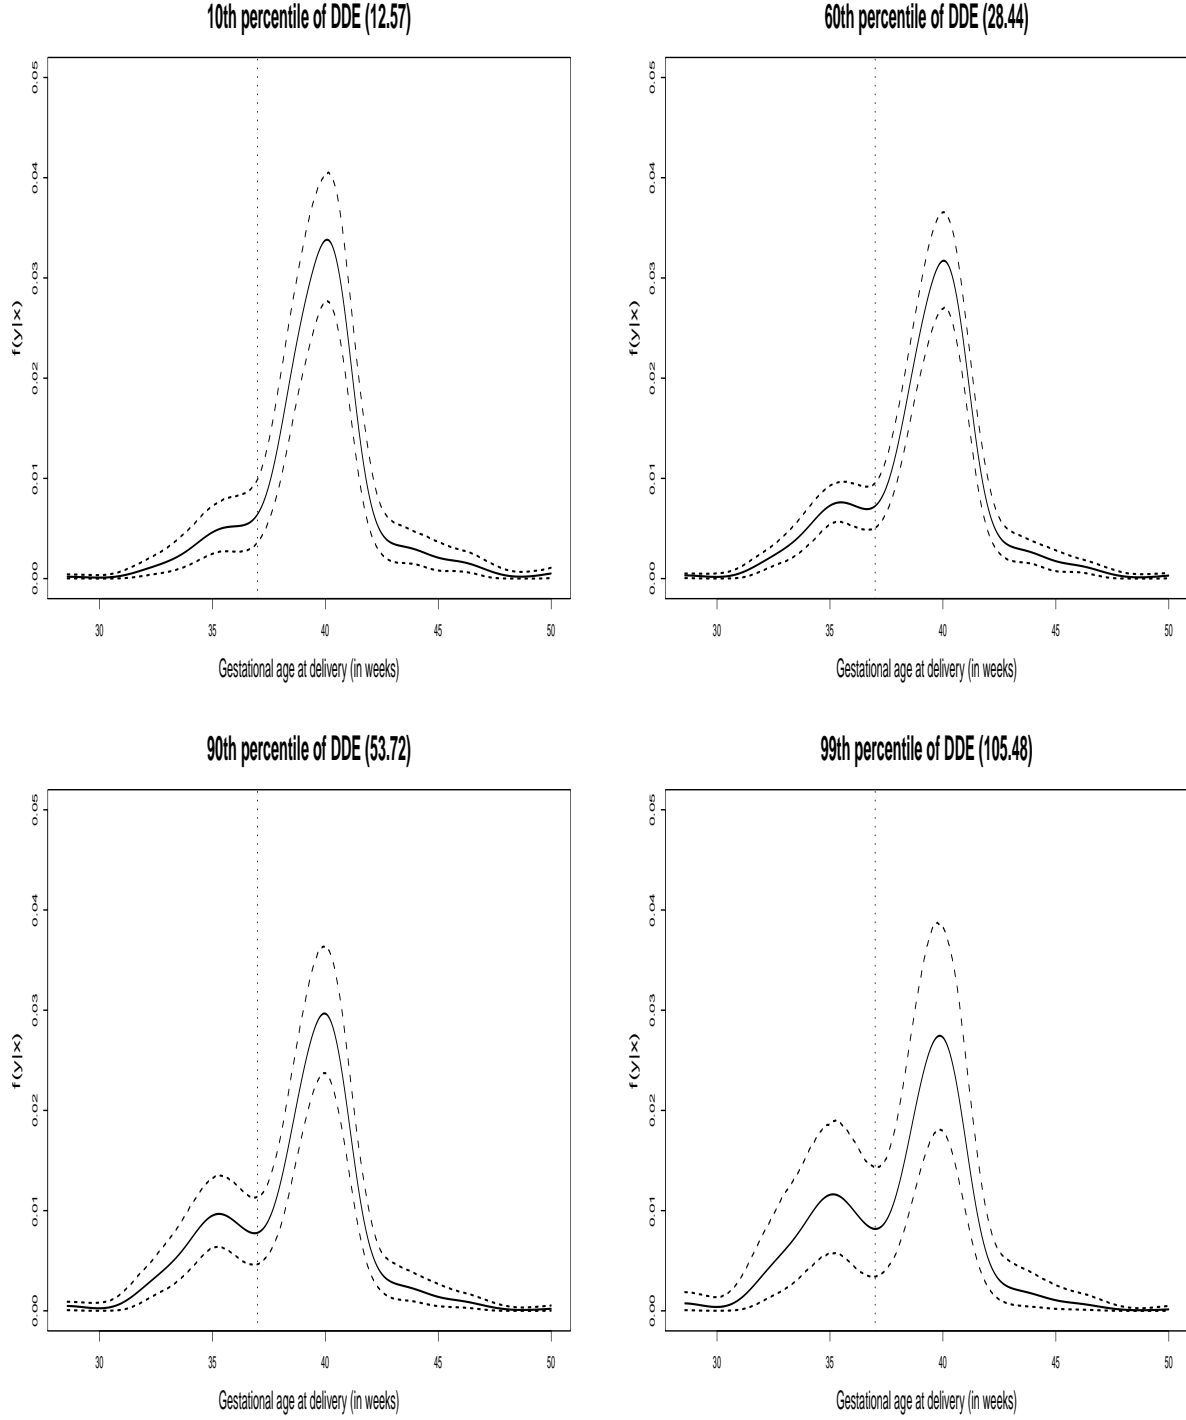 10th percentile of DDE (12.57)
60th percentile of DDE (28.44)
f(y|x)
0.00 0.01 0.02 0.03 0.04 0.05
30 35 40 45 50
Gestational age at delivery (in weeks)
f(y|x)
0.00 0.01 0.02 0.03 0.04 0.05
30 35 40 45 50
Gestational age at delivery (in weeks)
90th percentile of DDE (53.72)
99th percentile of DDE (105.48)
f(y|x)
0.00 0.01 0.02 0.03 0.04 0.05
30 35 40 45 50
Gestational age at delivery (in weeks)
f(y|x)
0.00 0.01 0.02 0.03 0.04 0.05
30 35 40 45 50
Gestational age at delivery (in weeks)